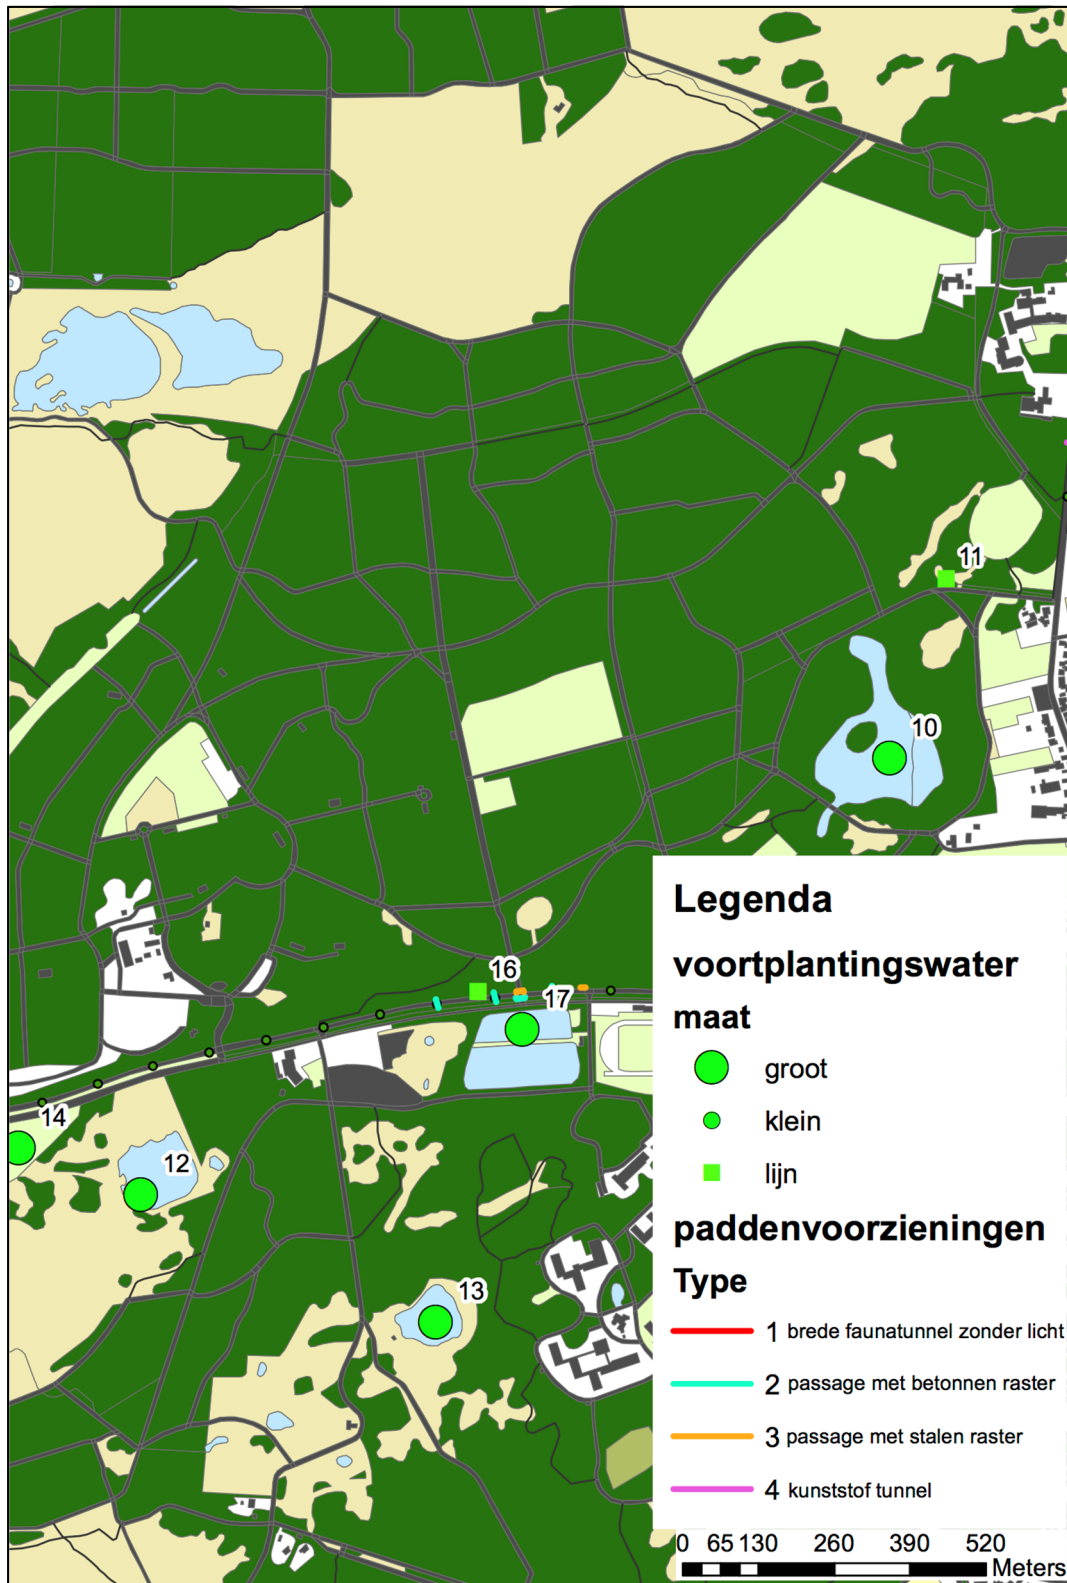 11
10
16
17
14
12
13
Legenda
voortplantingswater
maat
groot
klein
lijn
paddenvoorzieningen
Type
1 brede faunatunnel zonder licht
2 passage met betonnen raster
3 passage met stalen raster
4 kunststof tunnel
0 65 130 260 390 520
Meters